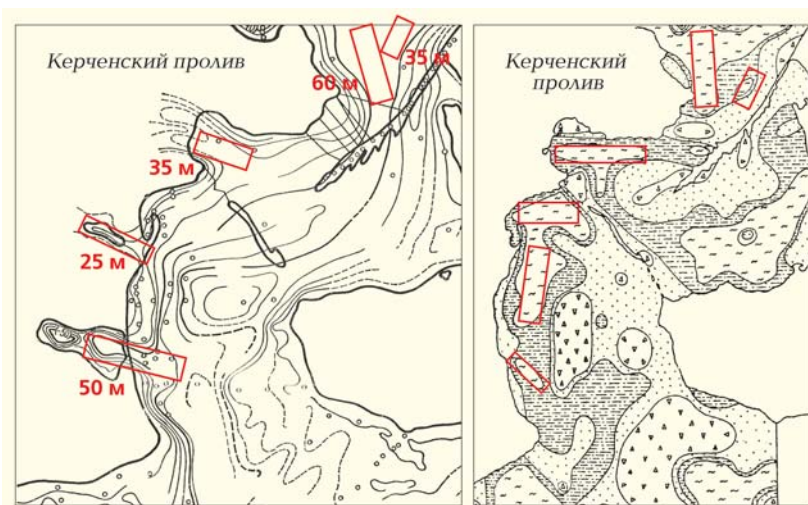 Керченский пролив
60 м
35 м
35 м
25 м
50 м
Керченский
пролив